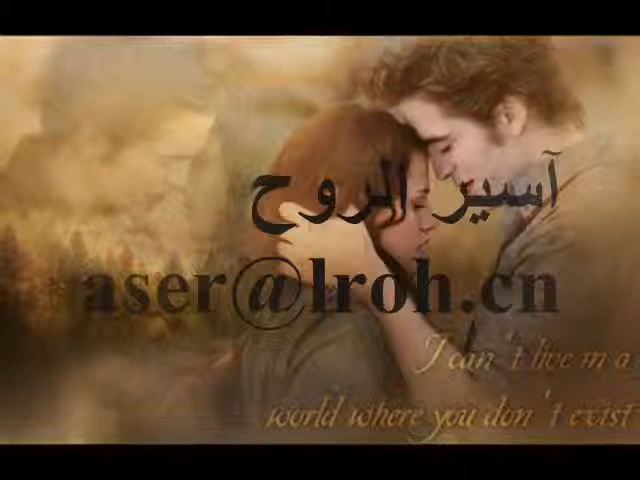 آسير الروح
aser@lroh.cn
I can't live in a
world where you don't exist